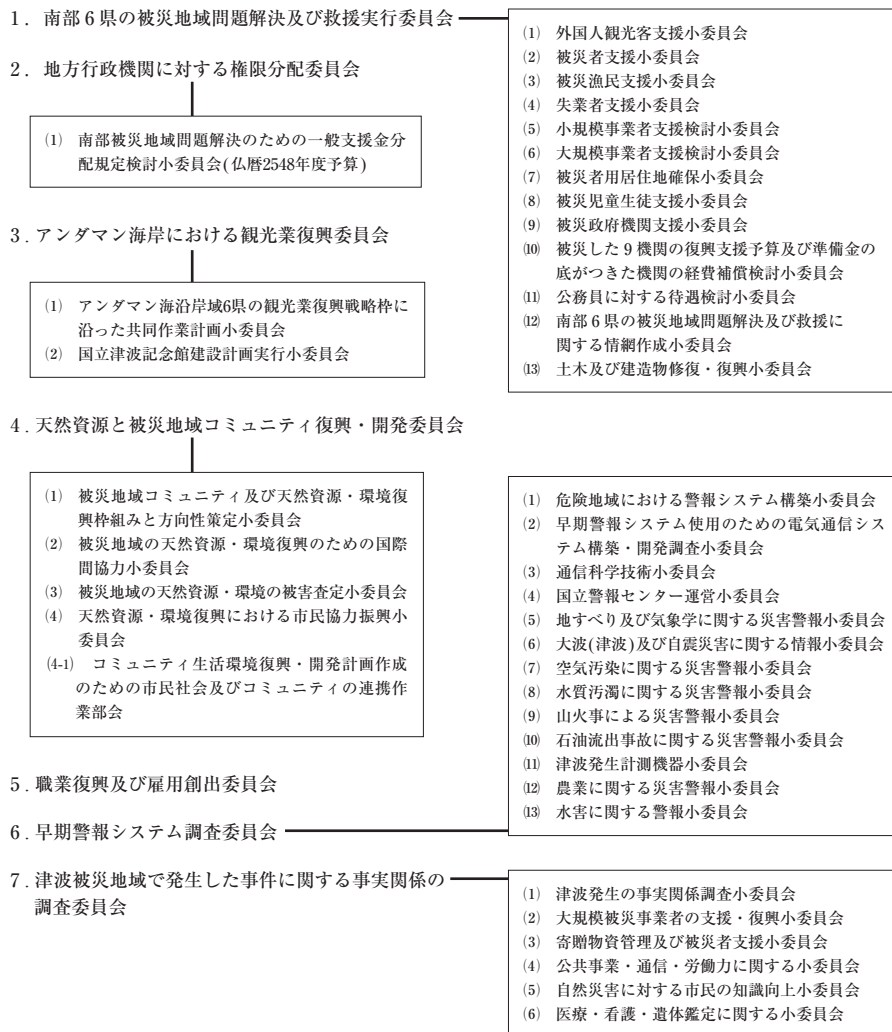 1．南部６県の被災地域問題解決及び救援実行委員会
⑴　外国人観光客支援小委員会
⑵　被災者支援小委員会
⑶　被災漁民支援小委員会
⑷　失業者支援小委員会
⑸　小規模事業者支援検討小委員会
⑹　大規模事業者支援検討小委員会
⑺　被災者用居住地確保小委員会
⑻　被災児童生徒支援小委員会
⑼　被災政府機関支援小委員会
⑽　被災した９機関の復興支援予算及び準備金の
底がつきた機関の経費補償検討小委員会
⑾　公務員に対する待遇検討小委員会
⑿　南部６県の被災地域問題解決及び救援に
関する情網作成小委員会
⒀　土木及び建造物修復・復興小委員会
2．地方行政機関に対する権限分配委員会
⑴　南部被災地域問題解決のための一般支援金分
配規定検討小委員会(仏暦2548年度予算)
3．アンダマン海岸における観光業復興委員会
⑴　アンダマン海沿岸域6県の観光業復興戦略枠に
沿った共同作業計画小委員会
⑵　国立津波記念館建設計画実行小委員会
4．天然資源と被災地域コミュニティ復興・開発委員会
⑴　被災地域コミュニティ及び天然資源・環境復
興枠組みと方向性策定小委員会
⑵　被災地域の天然資源・環境復興のための国際
間協力小委員会
⑶　被災地域の天然資源・環境の被害査定小委員会
⑷　天然資源・環境復興における市民協力振興小
委員会
(4-1)　コミュニティ生活環境復興・開発計画作成
のための市民社会及びコミュニティの連携作
業部会
5．職業復興及び雇用創出委員会
6．早期警報システム調査委員会
⑴　危険地域における警報システム構築小委員会
⑵　早期警報システム使用のための電気通信シス
テム構築・開発調査小委員会
⑶　通信科学技術小委員会
⑷　国立警報センター運営小委員会
⑸　地すべり及び気象学に関する災害警報小委員会
⑹　大波(津波)及び自震災害に関する情報小委員会
⑺　空気汚染に関する災害警報小委員会
⑻　水質汚濁に関する災害警報小委員会
⑼　山火事による災害警報小委員会
⑽　石油流出事故に関する災害警報小委員会
⑾　津波発生計測機器小委員会
⑿　農業に関する災害警報小委員会
⒀　水害に関する警報小委員会
7．津波被災地域で発生した事件に関する事実関係の
調査委員会
⑴　津波発生の事実関係調査小委員会
⑵　大規模被災事業者の支援・復興小委員会
⑶　寄贈物資管理及び被災者支援小委員会
⑷　公共事業・通信・労働力に関する小委員会
⑸　自然災害に対する市民の知識向上小委員会
⑹　医療・看護・遺体鑑定に関する小委員会